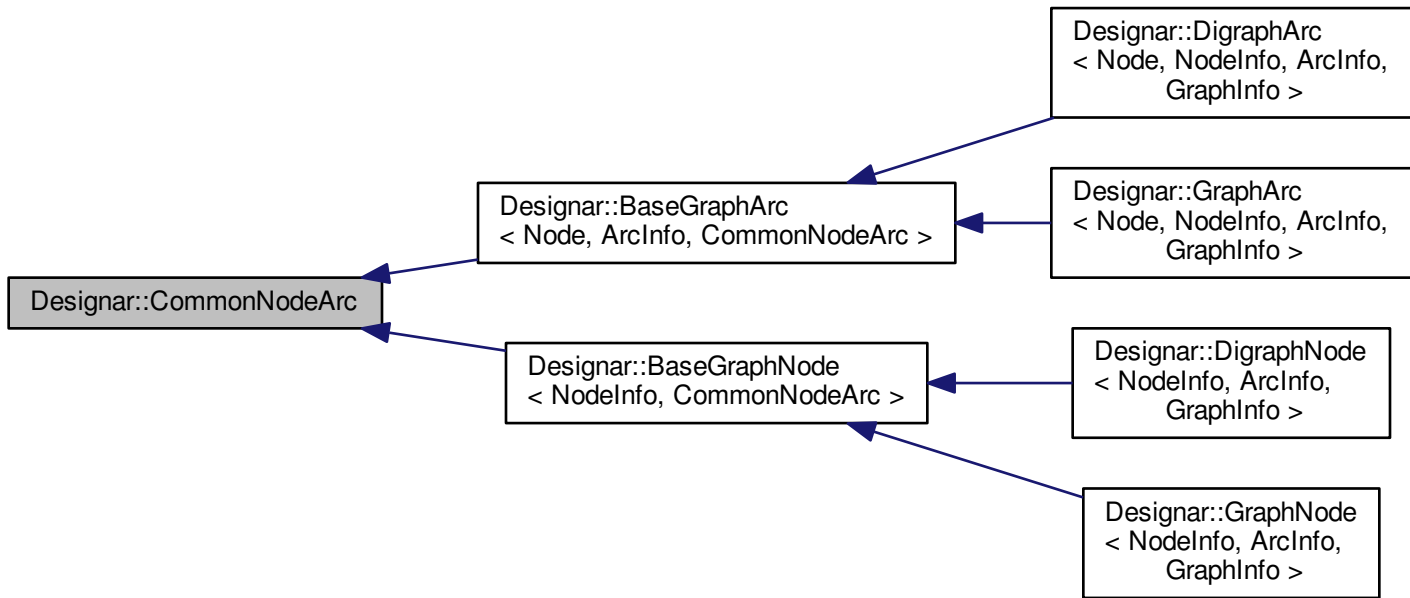 Designar::CommonNodeArc
Designar::BaseGraphArc
< Node, ArcInfo, CommonNodeArc >
Designar::BaseGraphNode
< NodeInfo, CommonNodeArc >
Designar::DigraphArc
< Node, NodeInfo, ArcInfo,
GraphInfo >
Designar::GraphArc
< Node, NodeInfo, ArcInfo,
GraphInfo >
Designar::DigraphNode
< NodeInfo, ArcInfo,
GraphInfo >
Designar::GraphNode
< NodeInfo, ArcInfo,
GraphInfo >